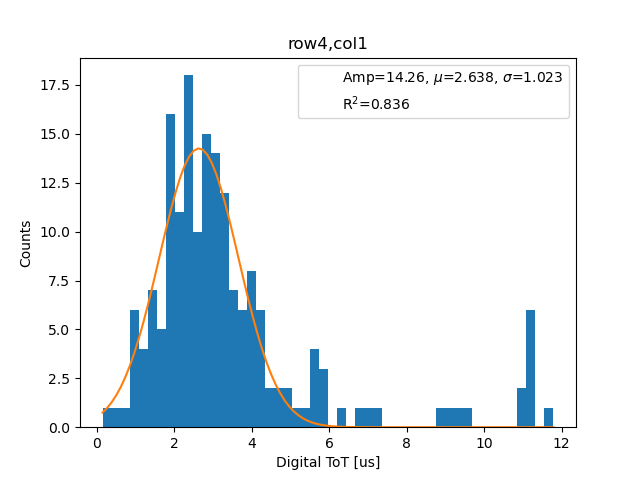 row4,col1
Amp=14.26, μ=2.638, σ=1.023
R²=0.836
17.5
15.0
12.5
10.0
7.5
5.0
2.5
0.0
Counts
0 2 4 6 8 10 12
Digital ToT [us]